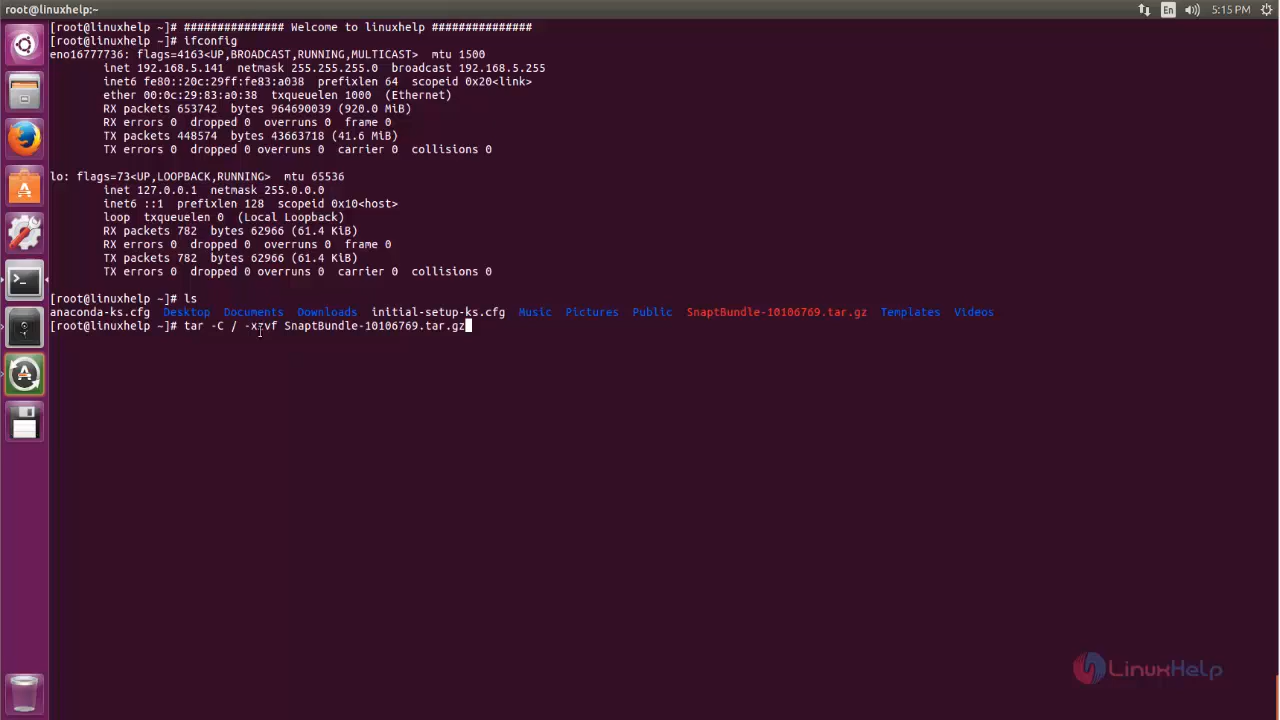 root@linuxhelp:~
En
5:15 PM
[root@linuxhelp ~]# ############### Welcome to linuxhelp ###############
[root@linuxhelp ~]# ifconfig
eno16777736: flags=4163<UP,BROADCAST,RUNNING,MULTICAST>  mtu 1500
        inet 192.168.5.141  netmask 255.255.255.0  broadcast 192.168.5.255
        inet6 fe80::20c:29ff:fe83:a038  prefixlen 64  scopeid 0x20<link>
        ether 00:0c:29:83:a0:38  txqueuelen 1000  (Ethernet)
        RX packets 653742  bytes 964690039 (920.0 MiB)
        RX errors 0  dropped 0  overruns 0  frame 0
        TX packets 448574  bytes 43663718 (41.6 MiB)
        TX errors 0  dropped 0 overruns 0  carrier 0  collisions 0
lo: flags=73<UP,LOOPBACK,RUNNING>  mtu 65536
        inet 127.0.0.1  netmask 255.0.0.0
        inet6 ::1  prefixlen 128  scopeid 0x10<host>
        loop  txqueuelen 0  (Local Loopback)
        RX packets 782  bytes 62966 (61.4 KiB)
        RX errors 0  dropped 0  overruns 0  frame 0
        TX packets 782  bytes 62966 (61.4 KiB)
        TX errors 0  dropped 0 overruns 0  carrier 0  collisions 0
[root@linuxhelp ~]# ls
anaconda-ks.cfg  Desktop  Documents  Downloads  initial-setup-ks.cfg  Music  Pictures  Public  SnaptBundle-10106769.tar.gz  Templates  Videos
[root@linuxhelp ~]# tar -C / -xzvf SnaptBundle-10106769.tar.gz
LinuxHelp